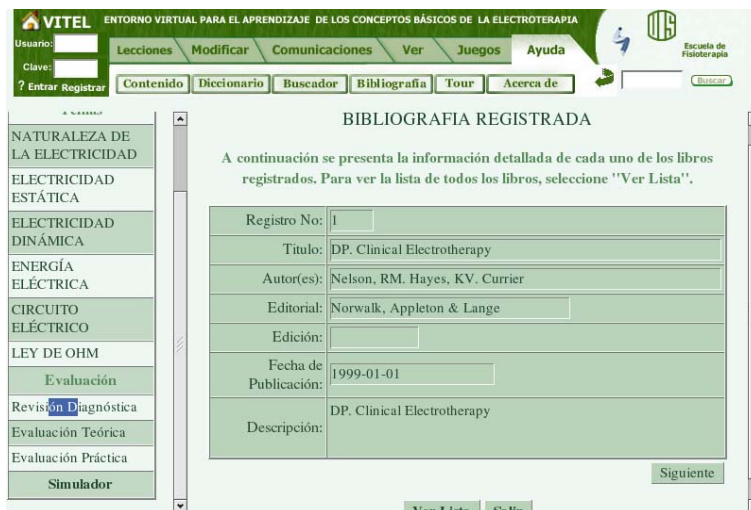 VITEL ENTORNO VIRTUAL PARA EL APRENDIZAJE DE LOS CONCEPTOS BÁSICOS DE LA ELECTROTERAPIA
Usuario:
Clave:
? Entrar Registrar
Lecciones Modificar Comunicaciones Ver Juegos Ayuda
Contenido Diccionario Buscador Bibliografía Tour Acerca de
UIS
Escuela de
Fisioterapia
Buscar
NATURALEZA DE
LA ELECTRICIDAD
ELECTRICIDAD
ESTÁTICA
ELECTRICIDAD
DINÁMICA
ENERGÍA
ELÉCTRICA
CIRCUITO
ELÉCTRICO
LEY DE OHM
Evaluación
Revisión Diagnóstica
Evaluación Teórica
Evaluación Práctica
Simulador
BIBLIOGRAFIA REGISTRADA
A continuación se presenta la información detallada de cada uno de los libros
registrados. Para ver la lista de todos los libros, seleccione "Ver Lista".
Registro No: 1
Titulo: DP. Clinical Electrotherapy
Autor(es): Nelson, RM. Hayes, KV. Currier
Editorial: Norwalk, Appleton & Lange
Edición:
Fecha de
Publicación: 1999-01-01
Descripción: DP. Clinical Electrotherapy
Siguiente
Ver Lista Salir